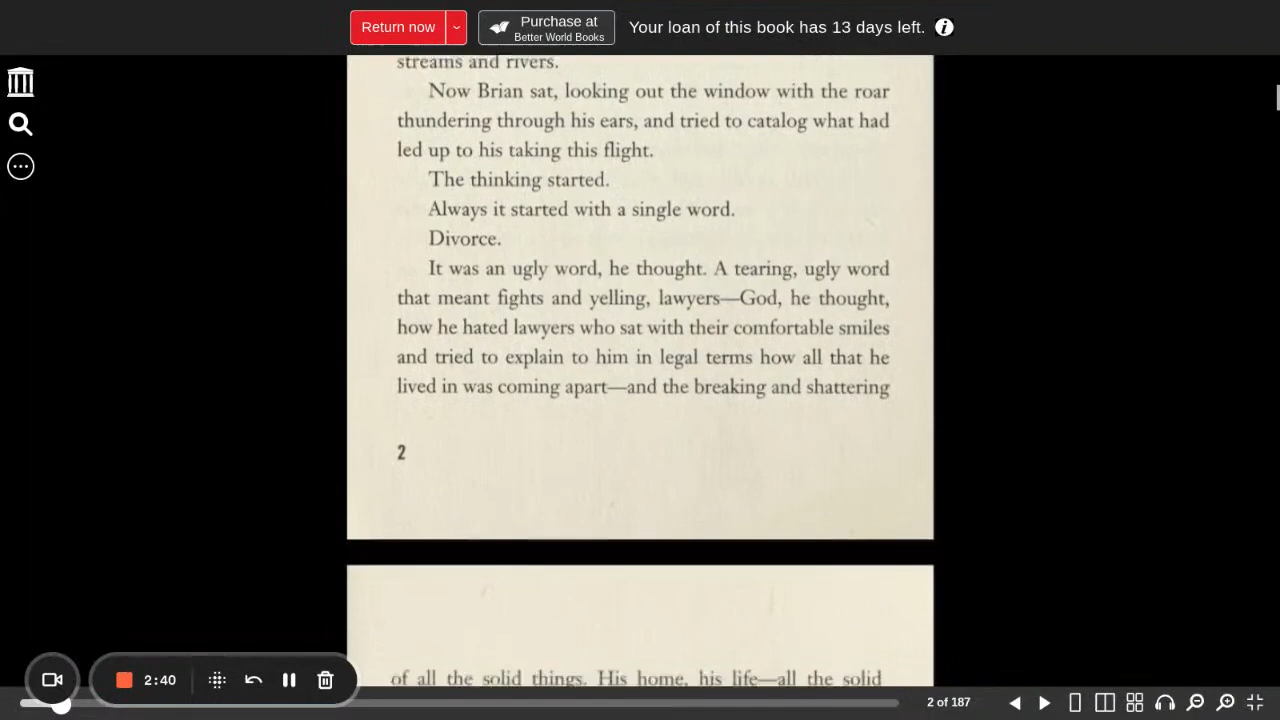 Return now
Purchase at
Better World Books
Your loan of this book has 13 days left.
streams and rivers.
Now Brian sat, looking out the window with the roar
thundering through his ears, and tried to catalog what had
led up to his taking this flight.
The thinking started.
Always it started with a single word.
Divorce.
It was an ugly word, he thought. A tearing, ugly word
that meant fights and yelling, lawyers—God, he thought,
how he hated lawyers who sat with their comfortable smiles
and tried to explain to him in legal terms how all that he
lived in was coming apart—and the breaking and shattering
2
of all the solid things. His home, his life—all the solid
2:40
2 of 187